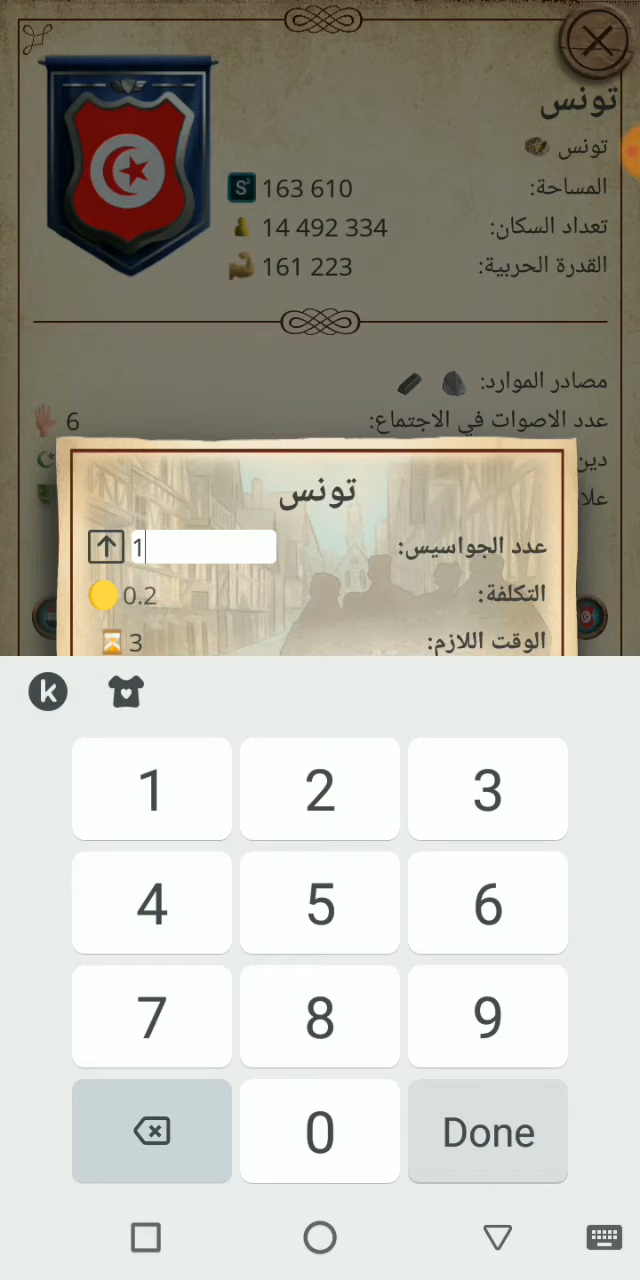 تونس
تونس
المساحة: 163 610
تعداد السكان: 14 492 334
القدرة الحربية: 161 223
مصادر الموارد:
عدد الاصوات في الاجتماع: 6
دين
علا
تونس
عدد الجواسيس: 1
التكلفة: 0.2
الوقت اللازم: 3
1 2 3
4 5 6
7 8 9
0 Done